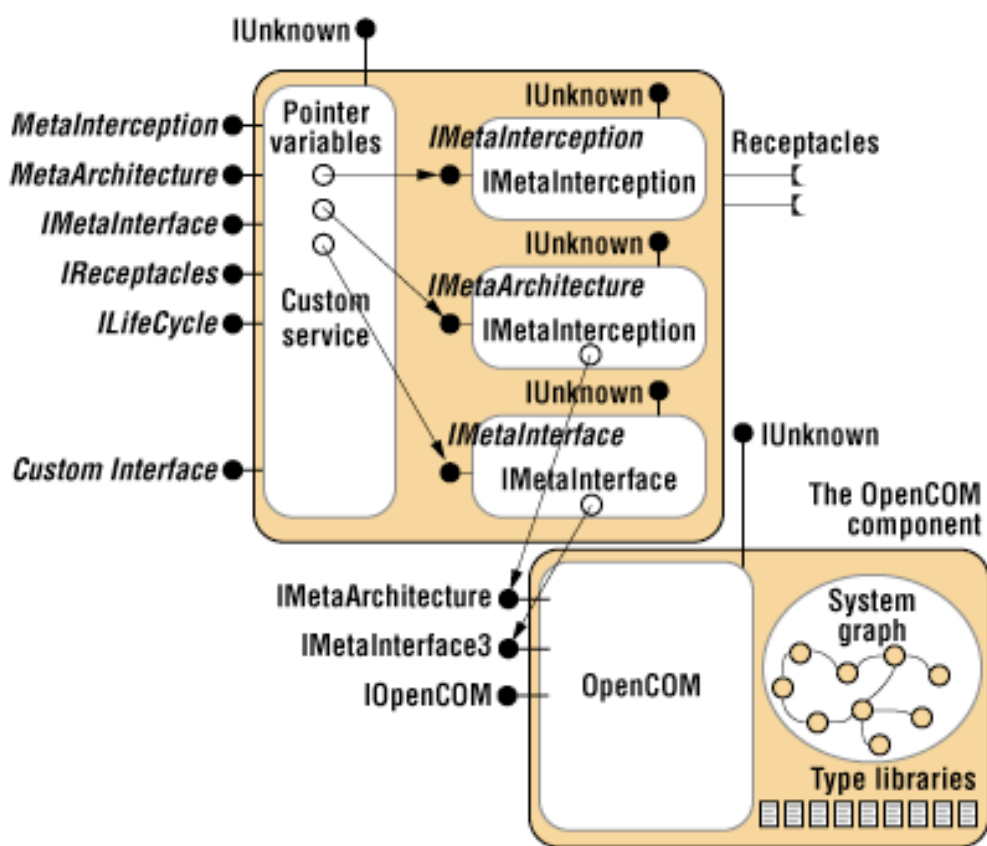 IUnknown
Pointer
variables
Custom
service
MetaInterception
MetaArchitecture
IMetaInterface
IReceptacles
ILifeCycle
Custom Interface
IUnknown
IMetaInterception
IMetaInterception
IUnknown
IMetaArchitecture
IMetaInterception
IUnknown
IMetaInterface
IMetaInterface
Receptacles
IUnknown
The OpenCOM
component
IMetaArchitecture
IMetaInterface3
IOpenCOM
OpenCOM
System
graph
Type libraries